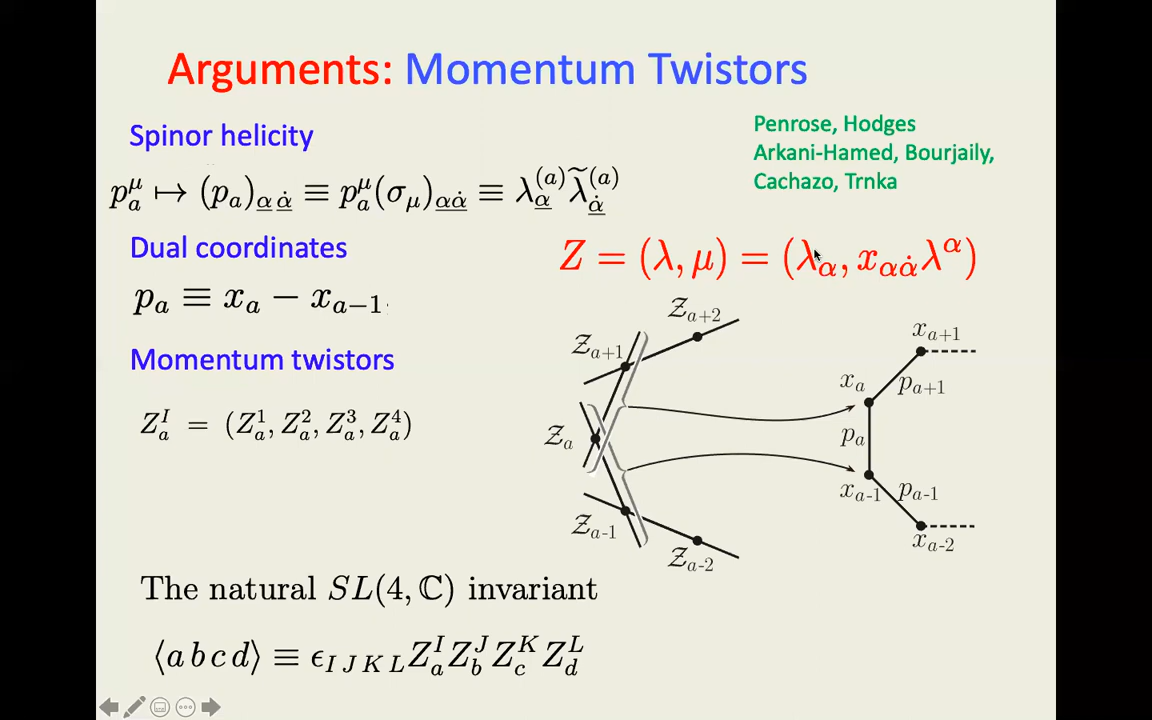 Arguments: Momentum Twistors
Spinor helicity
Penrose, Hodges
Arkani-Hamed, Bourjaily,
Cachazo, Trnka
p_a^μ ↦ (p_a)_{αα̇} ≡ p_a^μ(σ_μ)_{αα̇} ≡ λ_α^{(a)} λ̃_α̇^{(a)}
Dual coordinates
Z = (λ, μ) = (λ_α, x_{αα̇}λ^α)
p_a ≡ x_a − x_{a−1}.
Momentum twistors
Z_a^I = (Z_a^1, Z_a^2, Z_a^3, Z_a^4)
Z_{a+2}
Z_{a+1}
Z_a
Z_{a-1}
Z_{a-2}
x_{a+1}
x_a p_{a+1}
p_a
x_{a-1} p_{a-1}
x_{a-2}
The natural SL(4, ℂ) invariant
⟨a b c d⟩ ≡ ϵ_{I J K L} Z_a^I Z_b^J Z_c^K Z_d^L